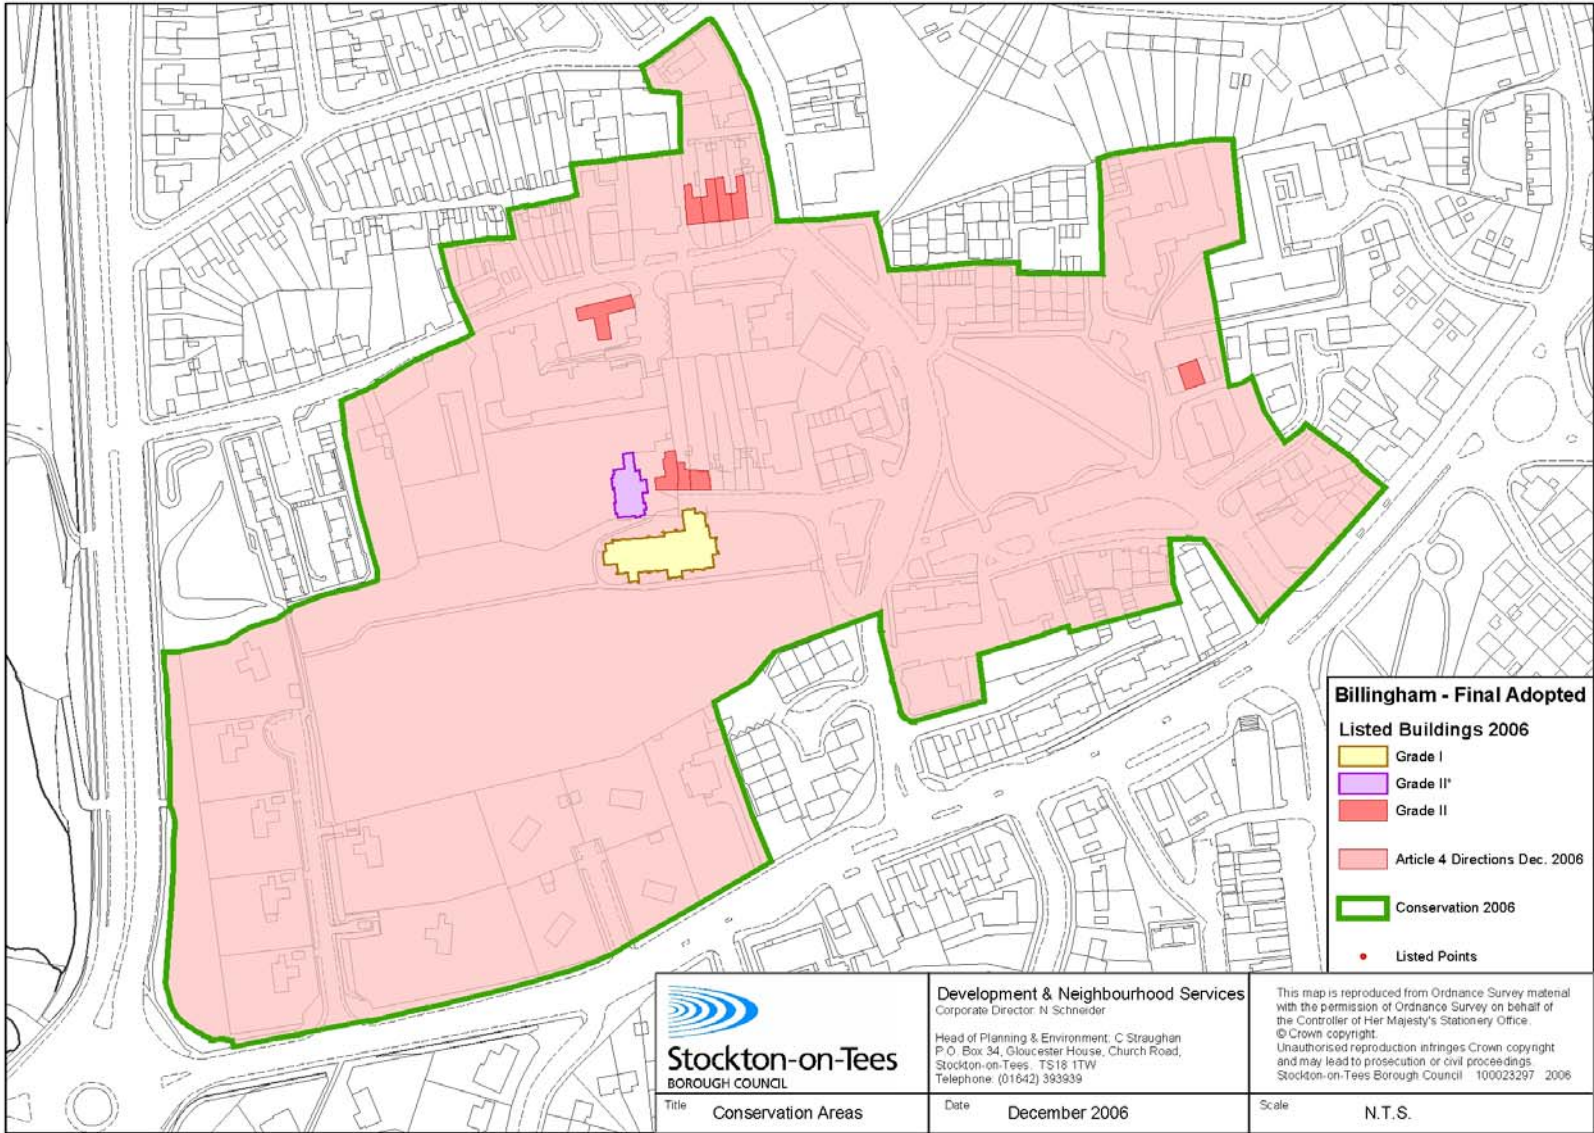 Billingham - Final Adopted
Listed Buildings 2006
Grade I
Grade II*
Grade II
Article 4 Directions Dec. 2006
Conservation 2006
Listed Points
Stockton-on-Tees
BOROUGH COUNCIL
Development & Neighbourhood Services
Corporate Director: N Schneider
Head of Planning & Environment: C Straughan
P.O. Box 34, Gloucester House, Church Road,
Stockton-on-Tees. TS18 1TW
Telephone: (01642) 393939
This map is reproduced from Ordnance Survey material
with the permission of Ordnance Survey on behalf of
the Controller of Her Majesty's Stationery Office.
© Crown copyright.
Unauthorised reproduction infringes Crown copyright
and may lead to prosecution or civil proceedings.
Stockton-on-Tees Borough Council 100023297 2006
Title Conservation Areas
Date December 2006
Scale N.T.S.